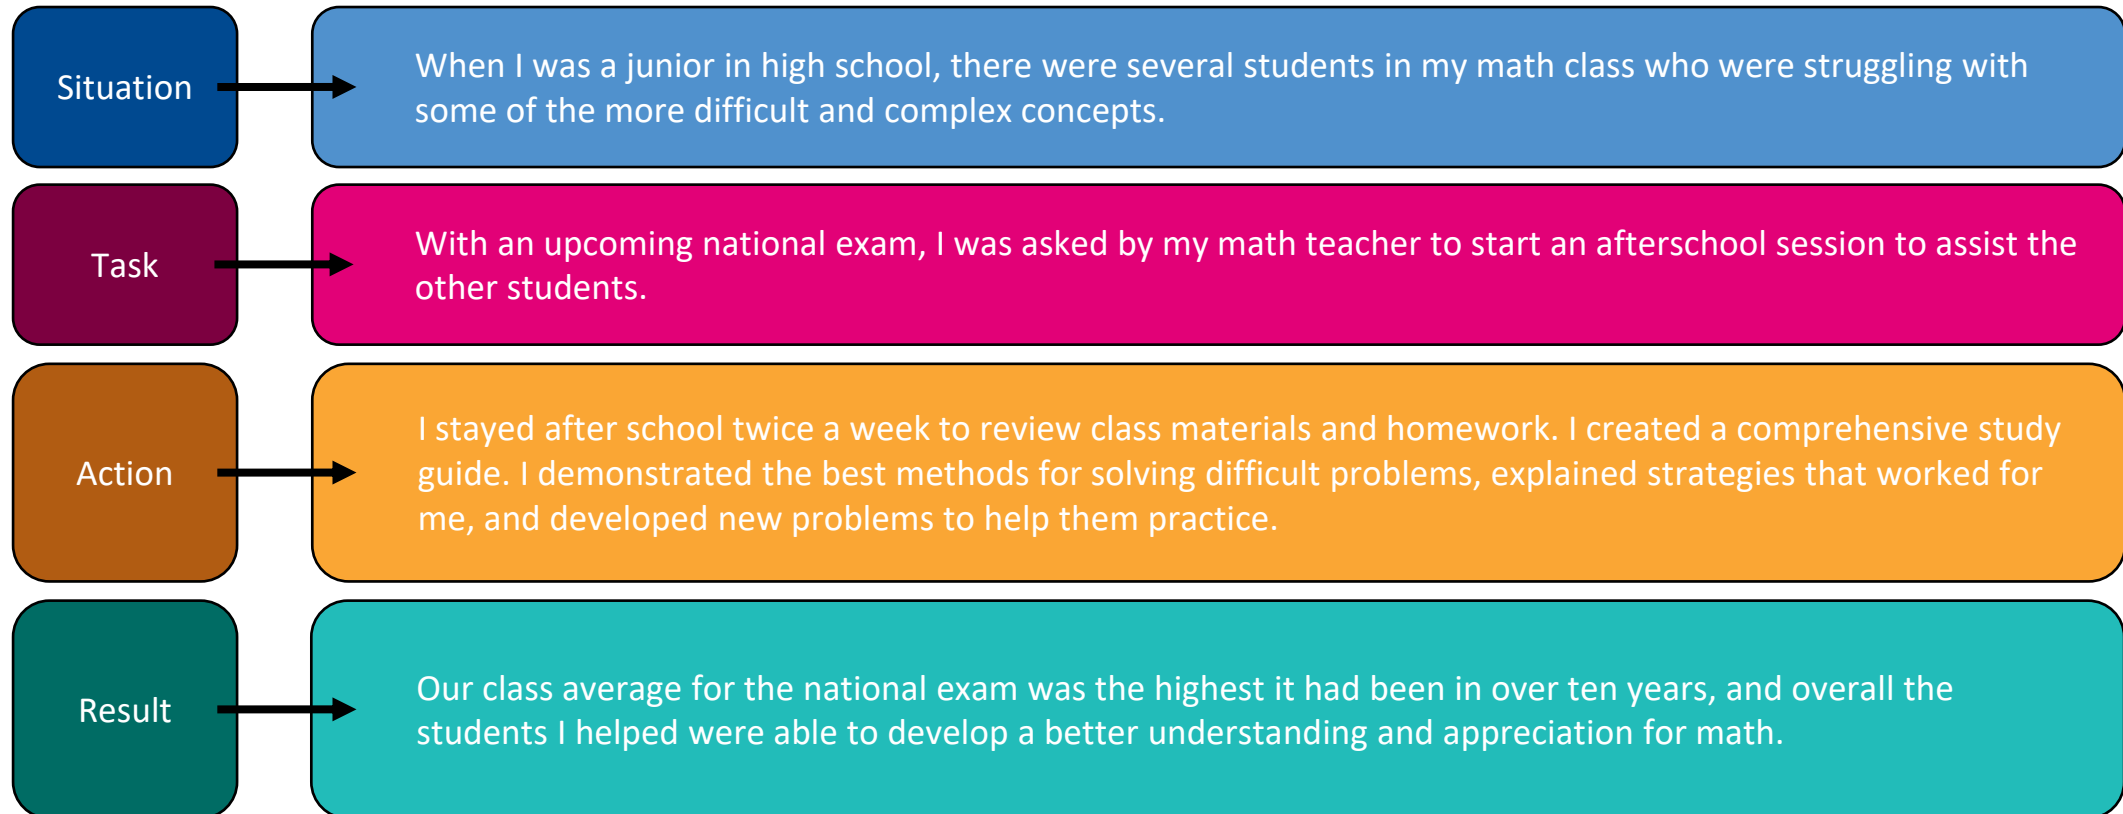 Situation
When I was a junior in high school, there were several students in my math class who were struggling with
some of the more difficult and complex concepts.
Task
With an upcoming national exam, I was asked by my math teacher to start an afterschool session to assist the
other students.
Action
I stayed after school twice a week to review class materials and homework. I created a comprehensive study
guide. I demonstrated the best methods for solving difficult problems, explained strategies that worked for
me, and developed new problems to help them practice.
Result
Our class average for the national exam was the highest it had been in over ten years, and overall the
students I helped were able to develop a better understanding and appreciation for math.